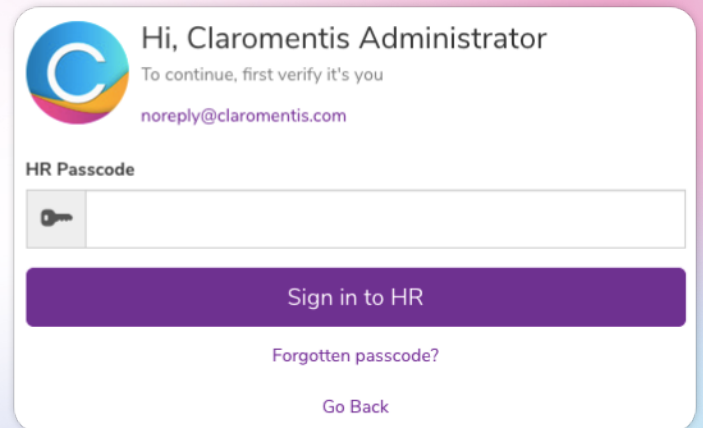 Hi, Claromentis Administrator
To continue, first verify it's you
noreply@claromentis.com
HR Passcode
Sign in to HR
Forgotten passcode?
Go Back